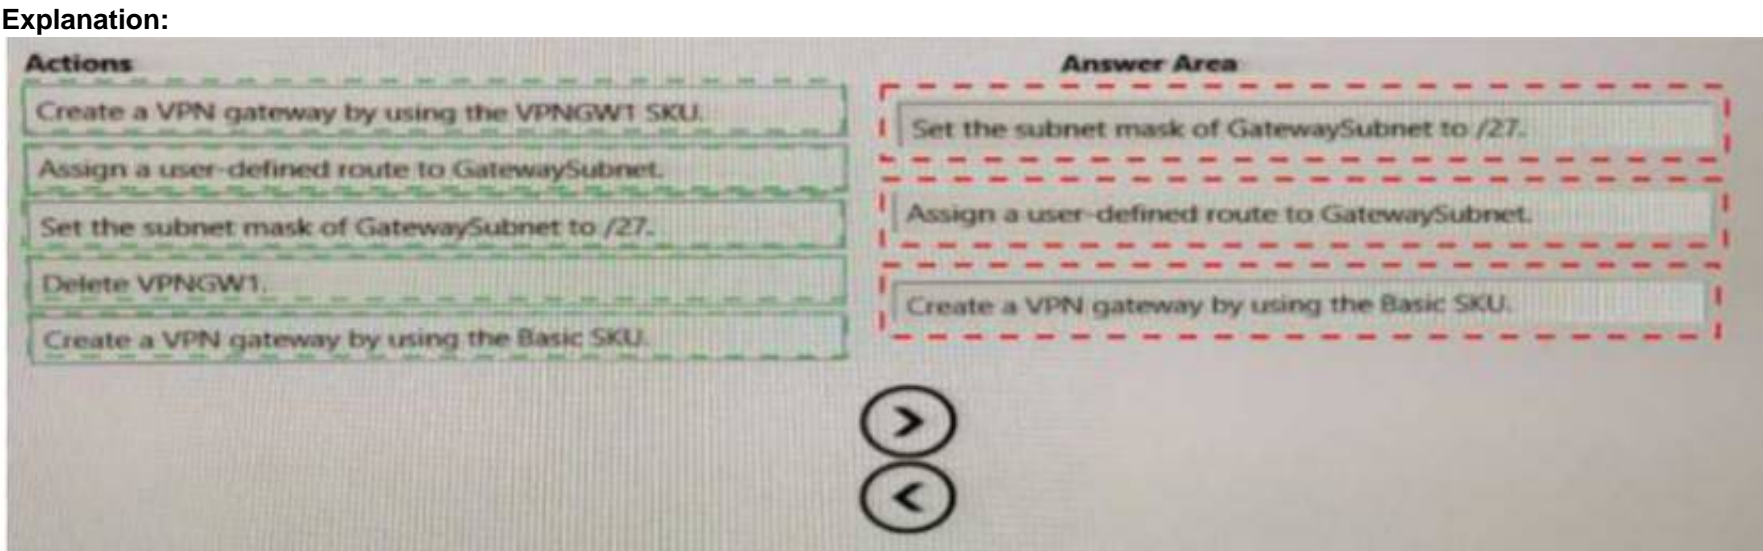 Explanation:
Actions
Create a VPN gateway by using the VPNGW1 SKU.
Assign a user-defined route to GatewaySubnet.
Set the subnet mask of GatewaySubnet to /27.
Delete VPNGW1.
Create a VPN gateway by using the Basic SKU.
Answer Area
Set the subnet mask of GatewaySubnet to /27.
Assign a user-defined route to GatewaySubnet.
Create a VPN gateway by using the Basic SKU.